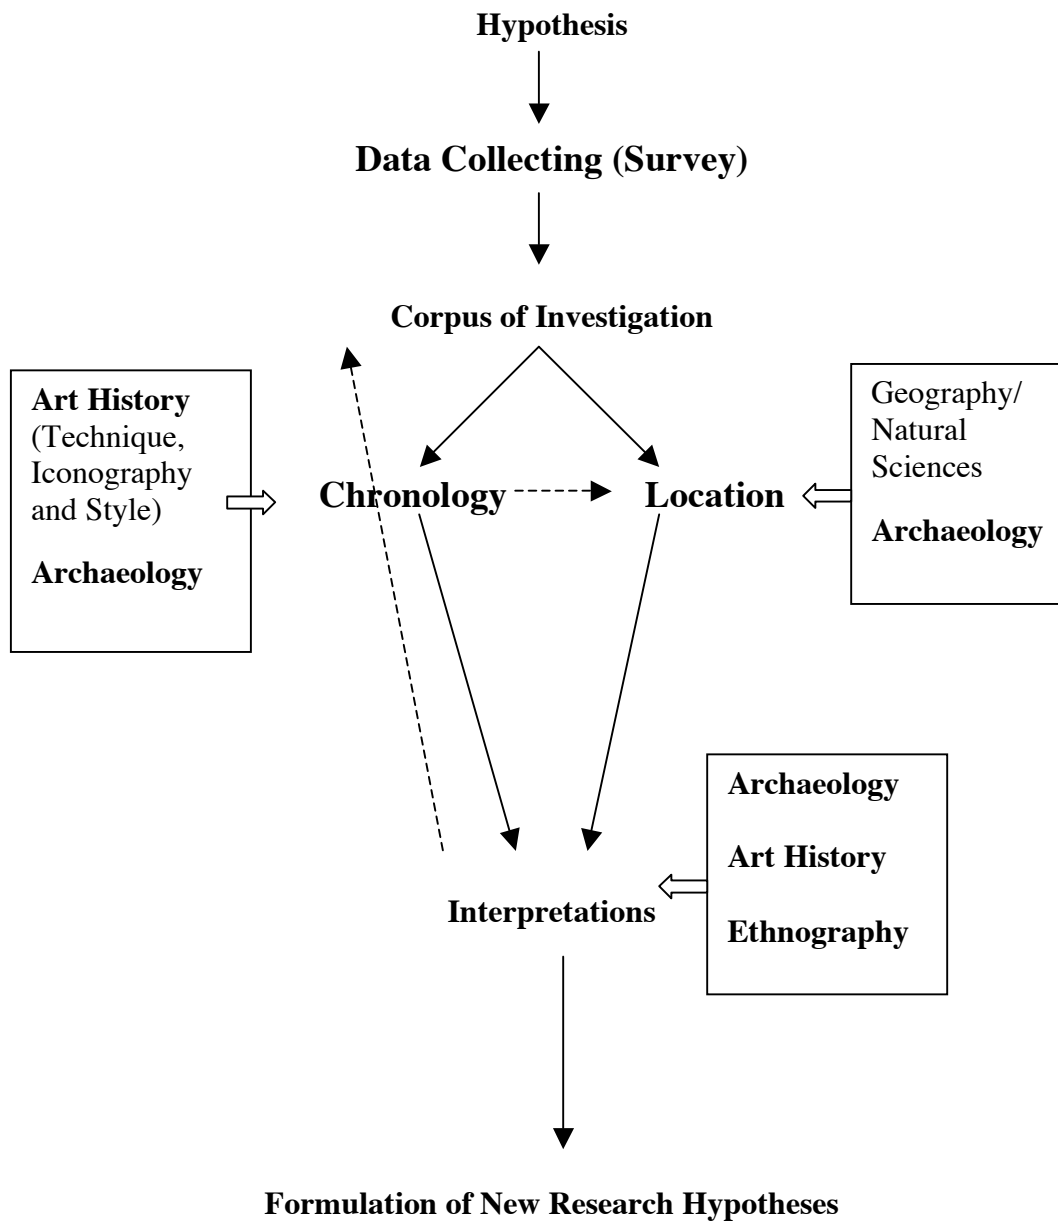 Hypothesis
Data Collecting (Survey)
Corpus of Investigation
Art History
(Technique,
Iconography
and Style)
Archaeology
Chronology
Location
Geography/
Natural
Sciences
Archaeology
Interpretations
Archaeology
Art History
Ethnography
Formulation of New Research Hypotheses